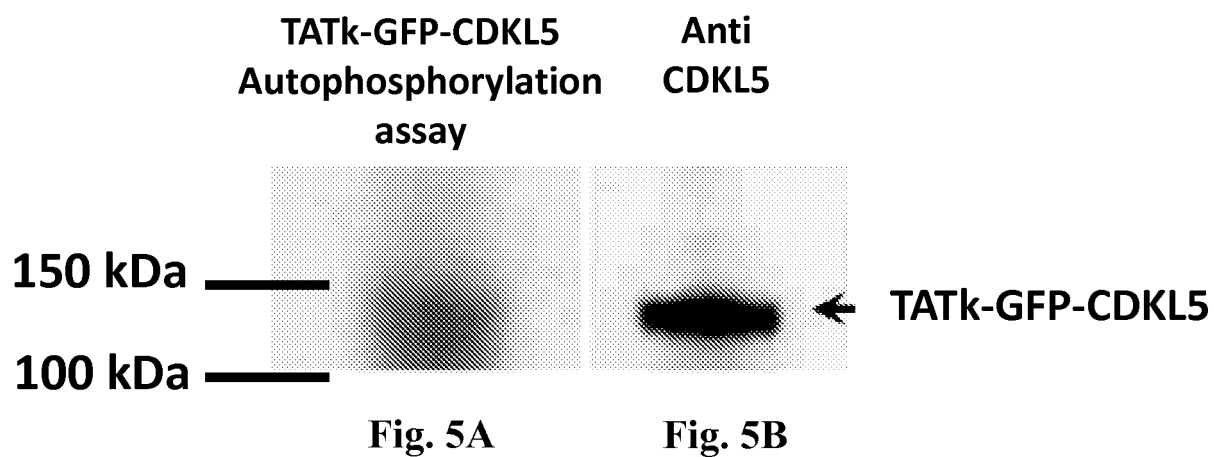 TATk-GFP-CDKL5
Autophosphorylation
assay
Anti
CDKL5
150 kDa
100 kDa
TATk-GFP-CDKL5
Fig. 5A
Fig. 5B